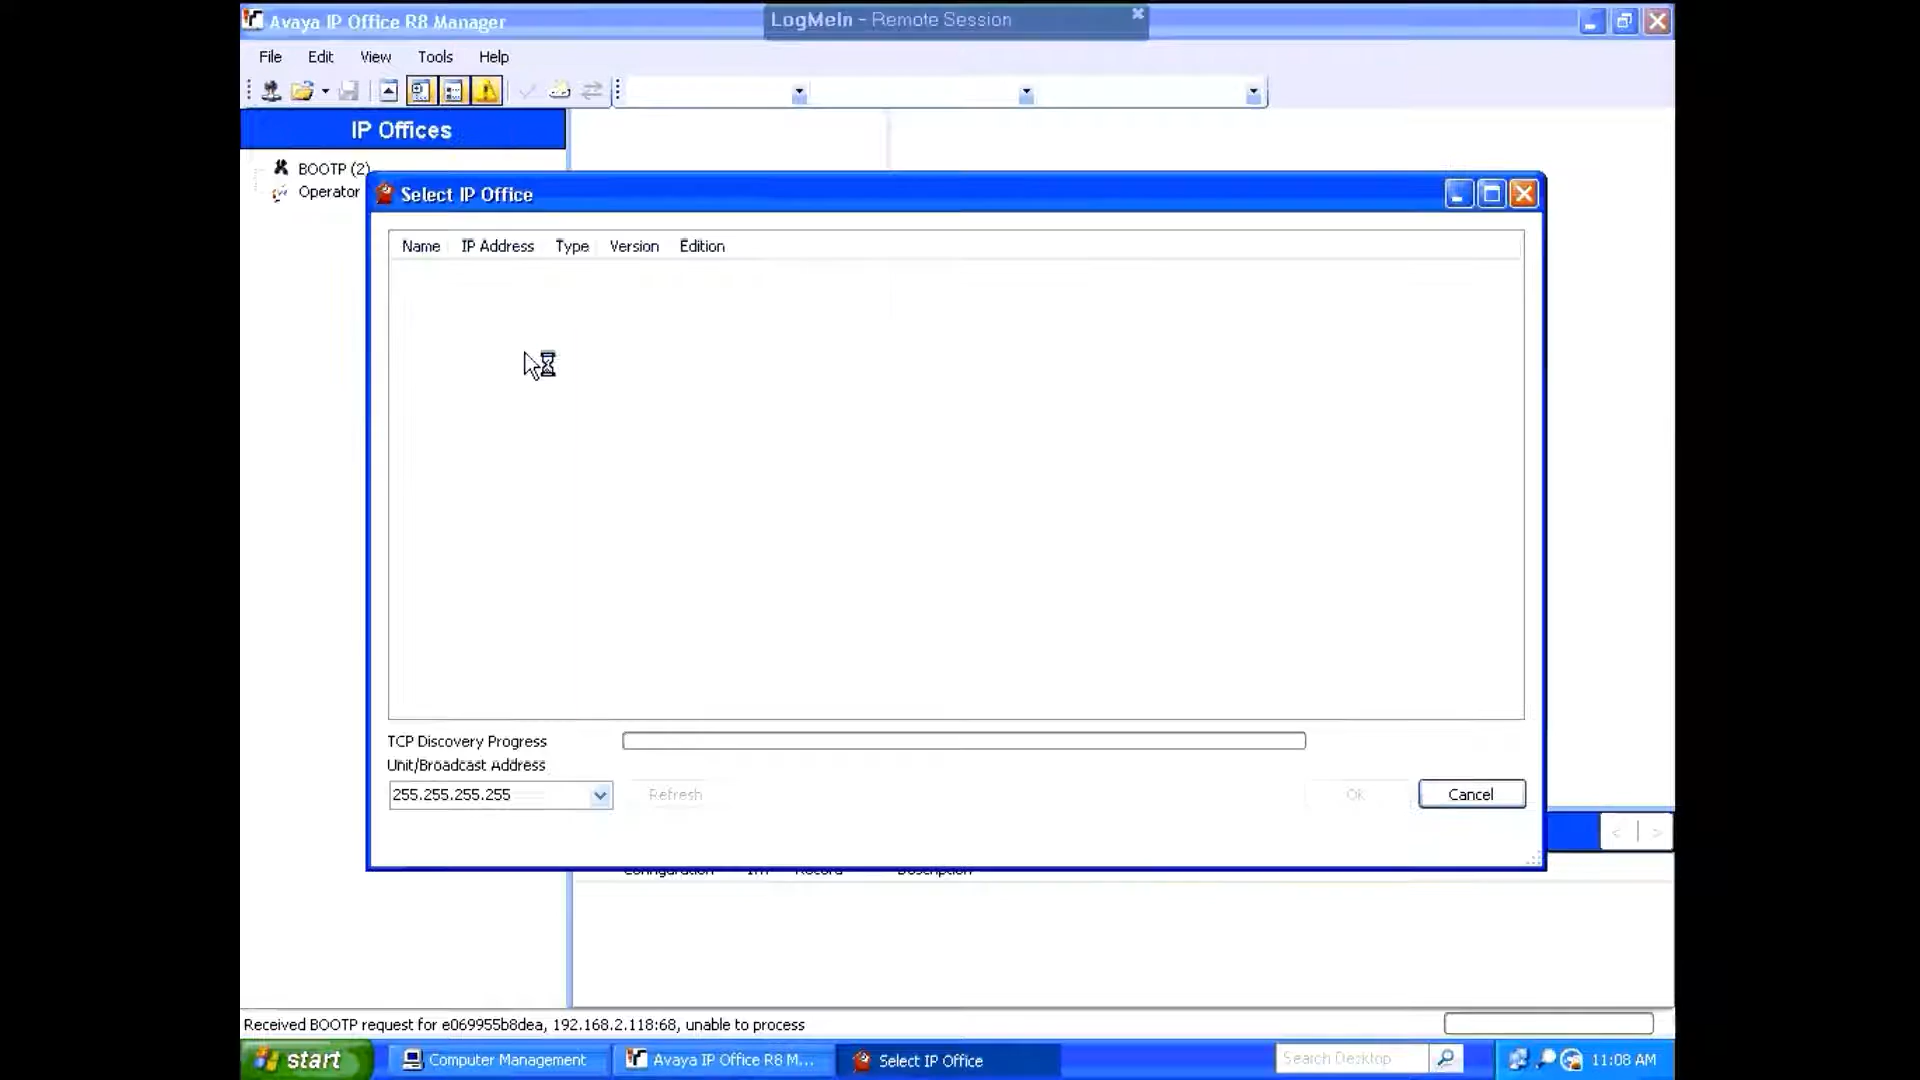 Avaya IP Office R8 Manager
LogMeIn - Remote Session
File Edit View Tools Help
IP Offices
BOOTP (2)
Operator
Select IP Office
Name IP Address Type Version Edition
TCP Discovery Progress
Unit/Broadcast Address
255.255.255.255
Refresh
OK
Cancel
< | >
Configuration Record Description
Received BOOTP request for e069955b8dea, 192.168.2.118:68, unable to process
start
Computer Management
Avaya IP Office R8 M...
Select IP Office
Search Desktop
11:08 AM